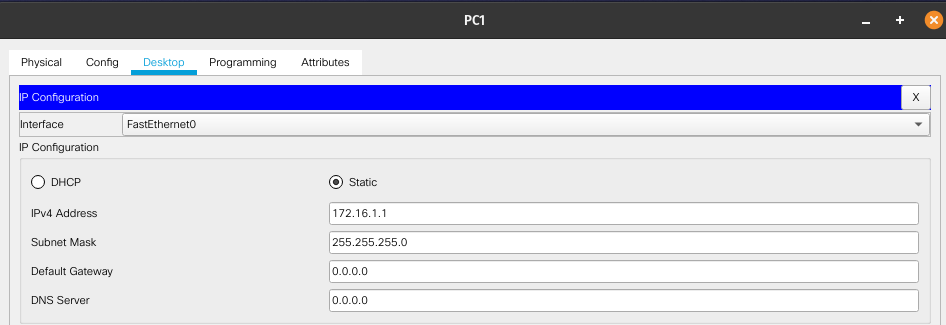 PC1
Physical Config Desktop Programming Attributes
IP Configuration X
Interface FastEthernet0
IP Configuration
DHCP Static
IPv4 Address 172.16.1.1
Subnet Mask 255.255.255.0
Default Gateway 0.0.0.0
DNS Server 0.0.0.0